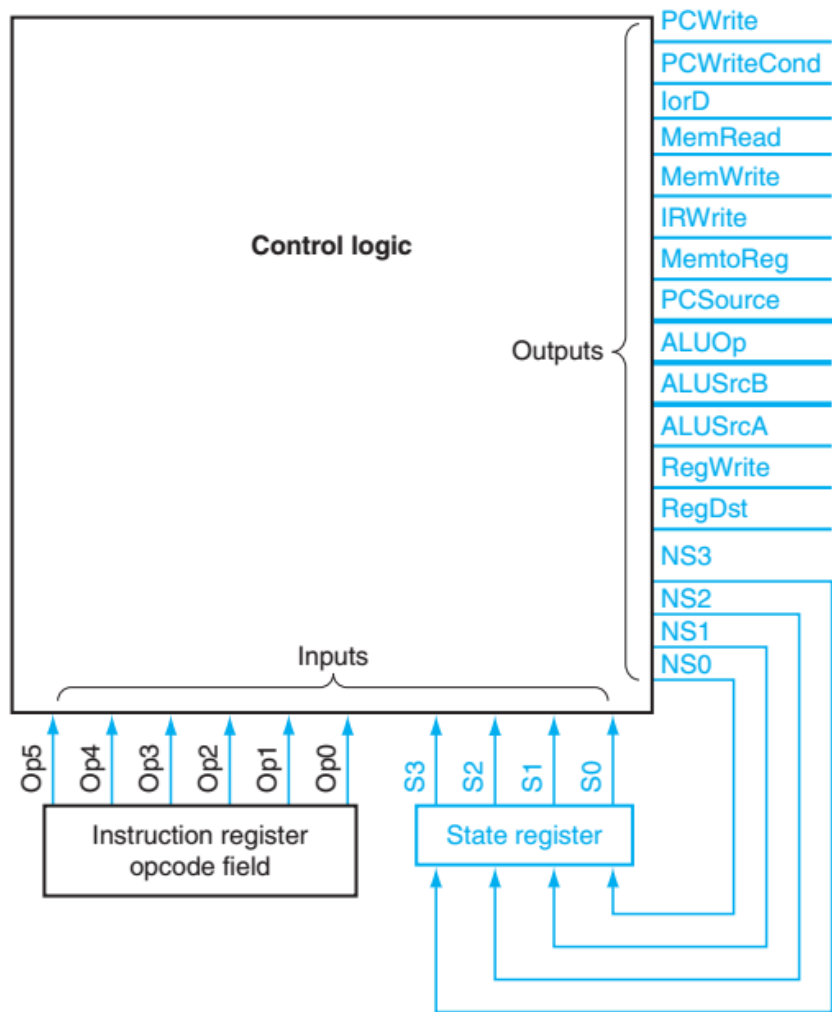 PCWrite
PCWriteCond
IorD
MemRead
MemWrite
IRWrite
Control logic
MemtoReg
PCSource
Outputs
ALUOp
ALUSrcB
ALUSrcA
RegWrite
RegDst
NS3
NS2
NS1
NS0
Inputs
Op5
Op4
Op3
Op2
Op1
Op0
S3
S2
S1
S0
Instruction register
opcode field
State register